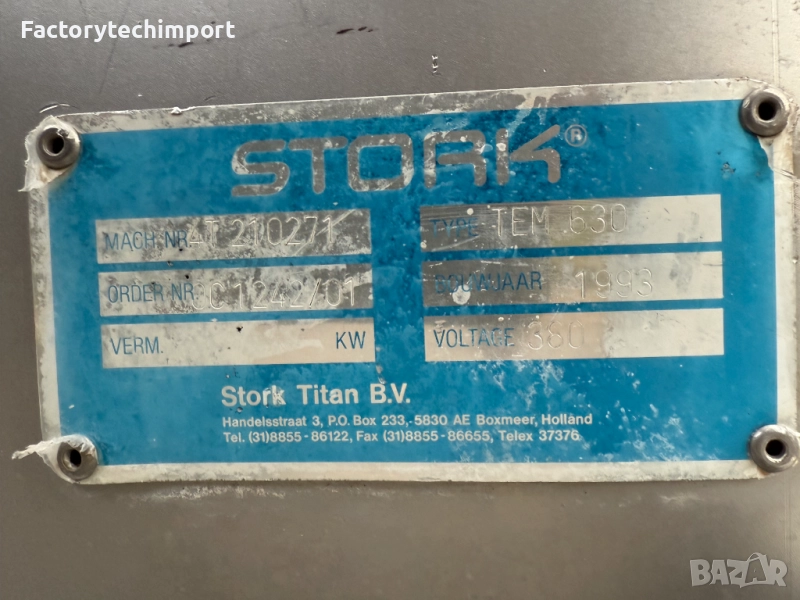 Factorytechimport
STORK®
MACH. NR. 4T 210271 TYPE TEM 630
ORDER NR. C1242/01 BOUWJAAR 1993
VERM. KW VOLTAGE 380
Stork Titan B.V.
Handelsstraat 3, P.O. Box 233,-5830 AE Boxmeer, Holland
Tel. (31)8855-86122, Fax (31)8855-86655, Telex 37376
BAZAR